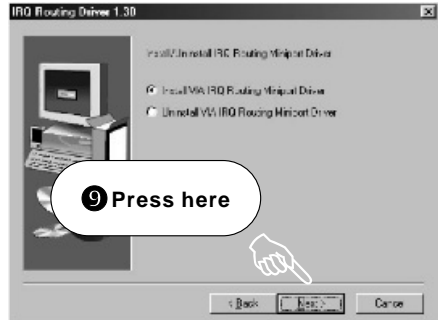 IRQ Routing Driver 1.30
Install/Uninstall IRQ Routing Miniport Driver
Install VIA IRQ Routing Miniport Driver
Uninstall VIA IRQ Routing Miniport Driver
❾ Press here
< Back Next > Cancel